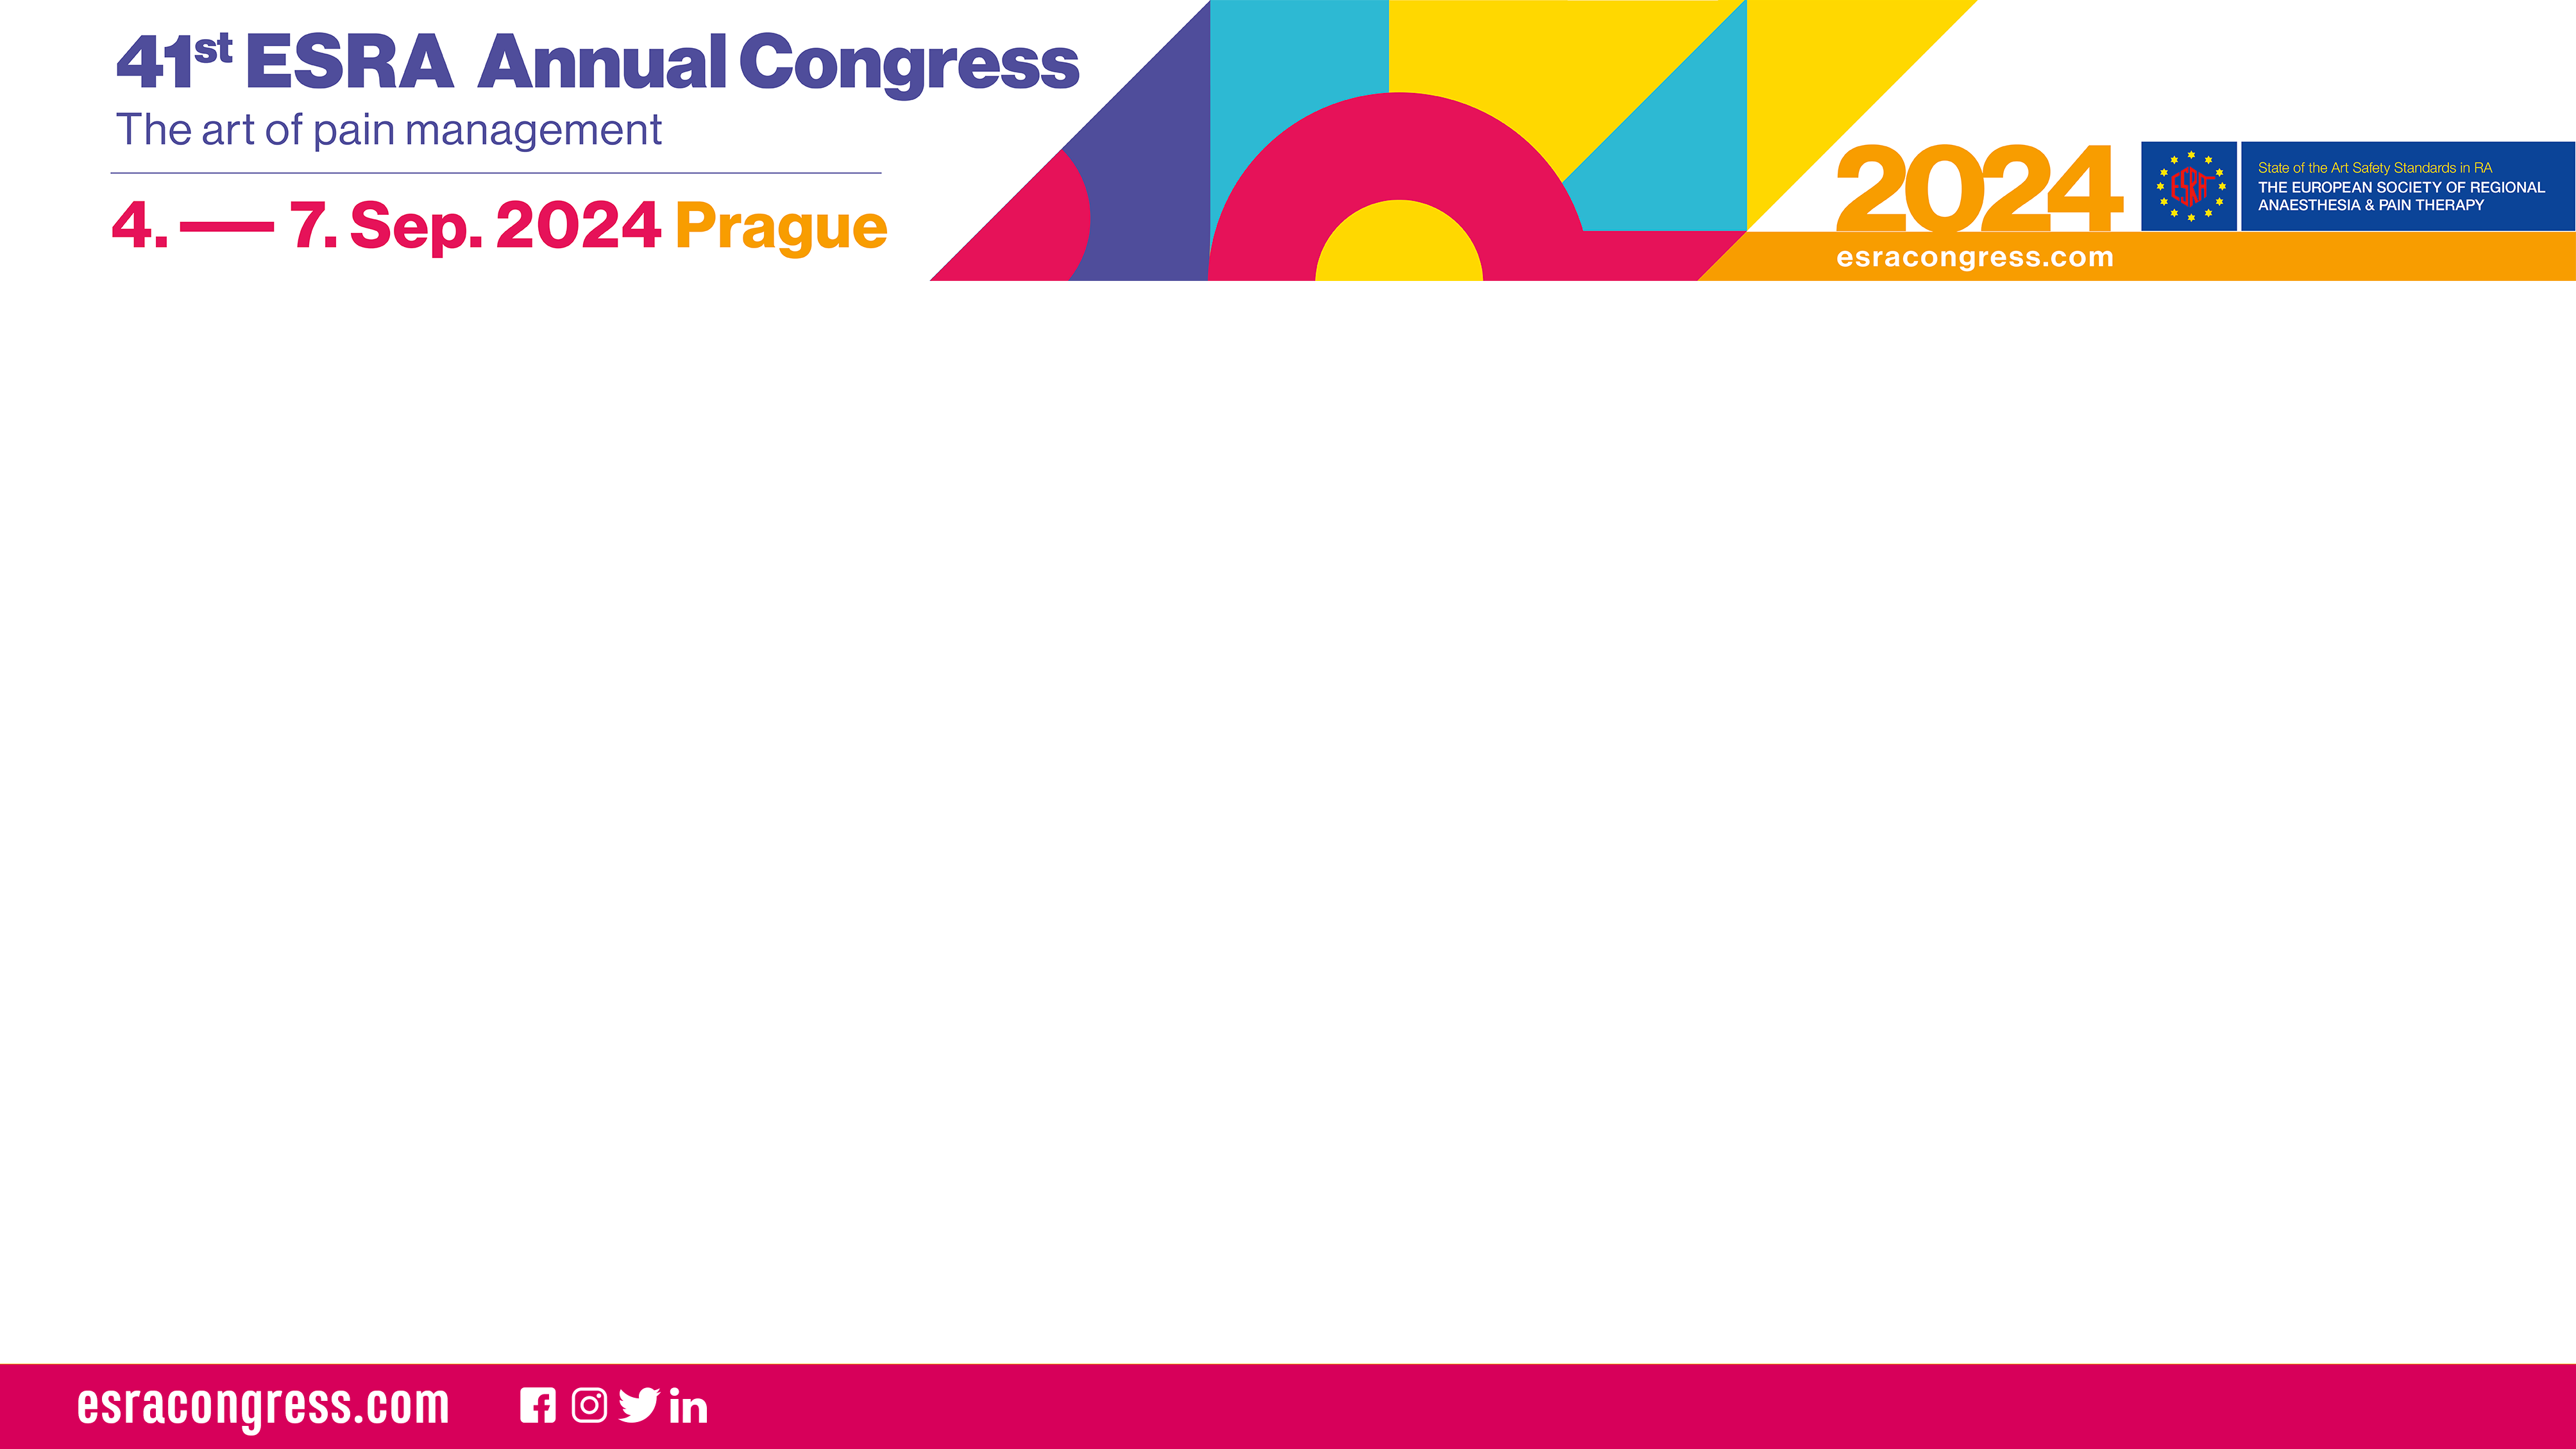 41st ESRA Annual Congress
The art of pain management
4. — 7. Sep. 2024 Prague
2024
esracongress.com
ESRA
State of the Art Safety Standards in RA
THE EUROPEAN SOCIETY OF REGIONAL
ANAESTHESIA & PAIN THERAPY
esracongress.com